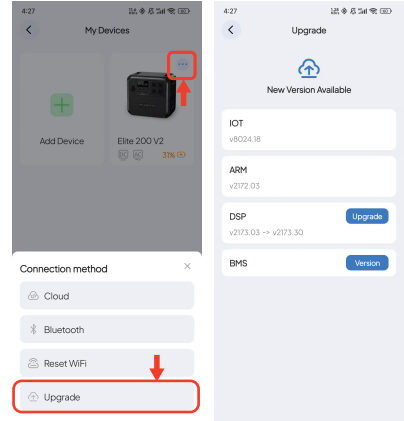 4:27
My Devices
Add Device
Elite 200 V2
31%
Connection method
Cloud
Bluetooth
Reset WiFi
Upgrade
4:27
Upgrade
New Version Available
IOT
v8024.18
ARM
v2172.03
DSP
Upgrade
v2173.03 -> v2173.30
BMS
Version